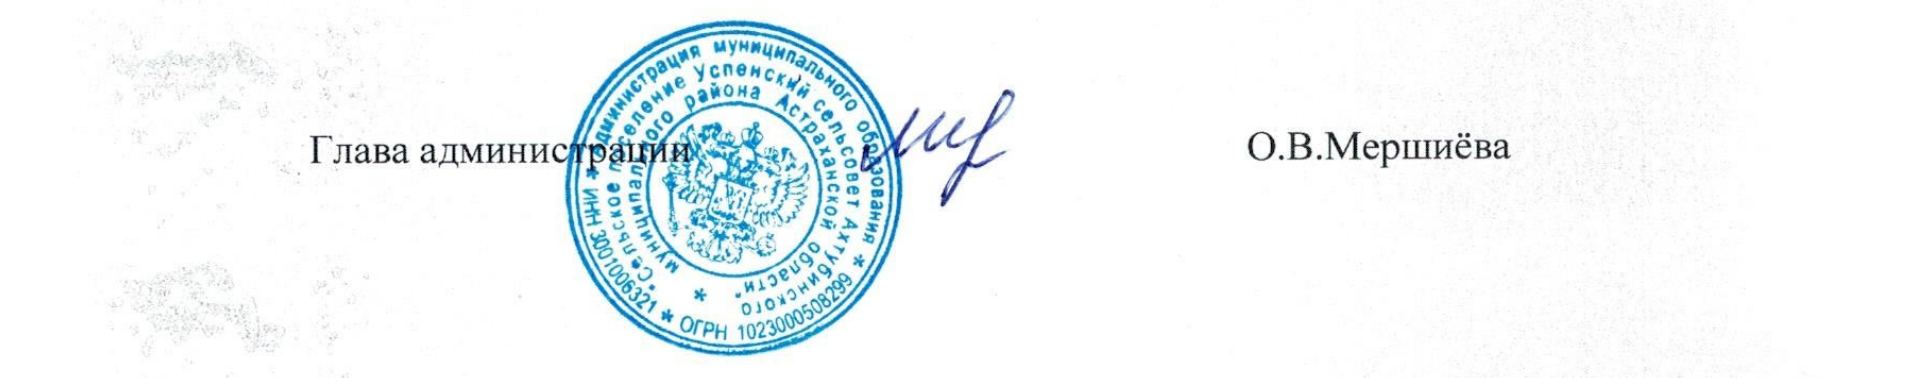 Глава администрации
О.В.Мершиёва
* Администрация муниципального образования *
ОГРН 1023000508299 * ИНН 3001006321
"Сельское поселение Успенский сельсовет Ахтубинского
муниципального района Астраханской области"
*